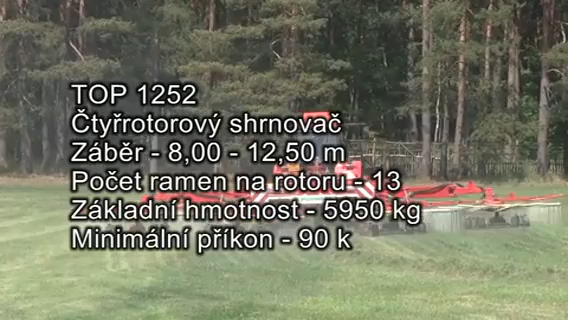 TOP 1252
Čtyřrotorový shrnovač
Záběr - 8,00 - 12,50 m
Počet ramen na rotoru - 13
Základní hmotnost - 5950 kg
Minimální příkon - 90 k